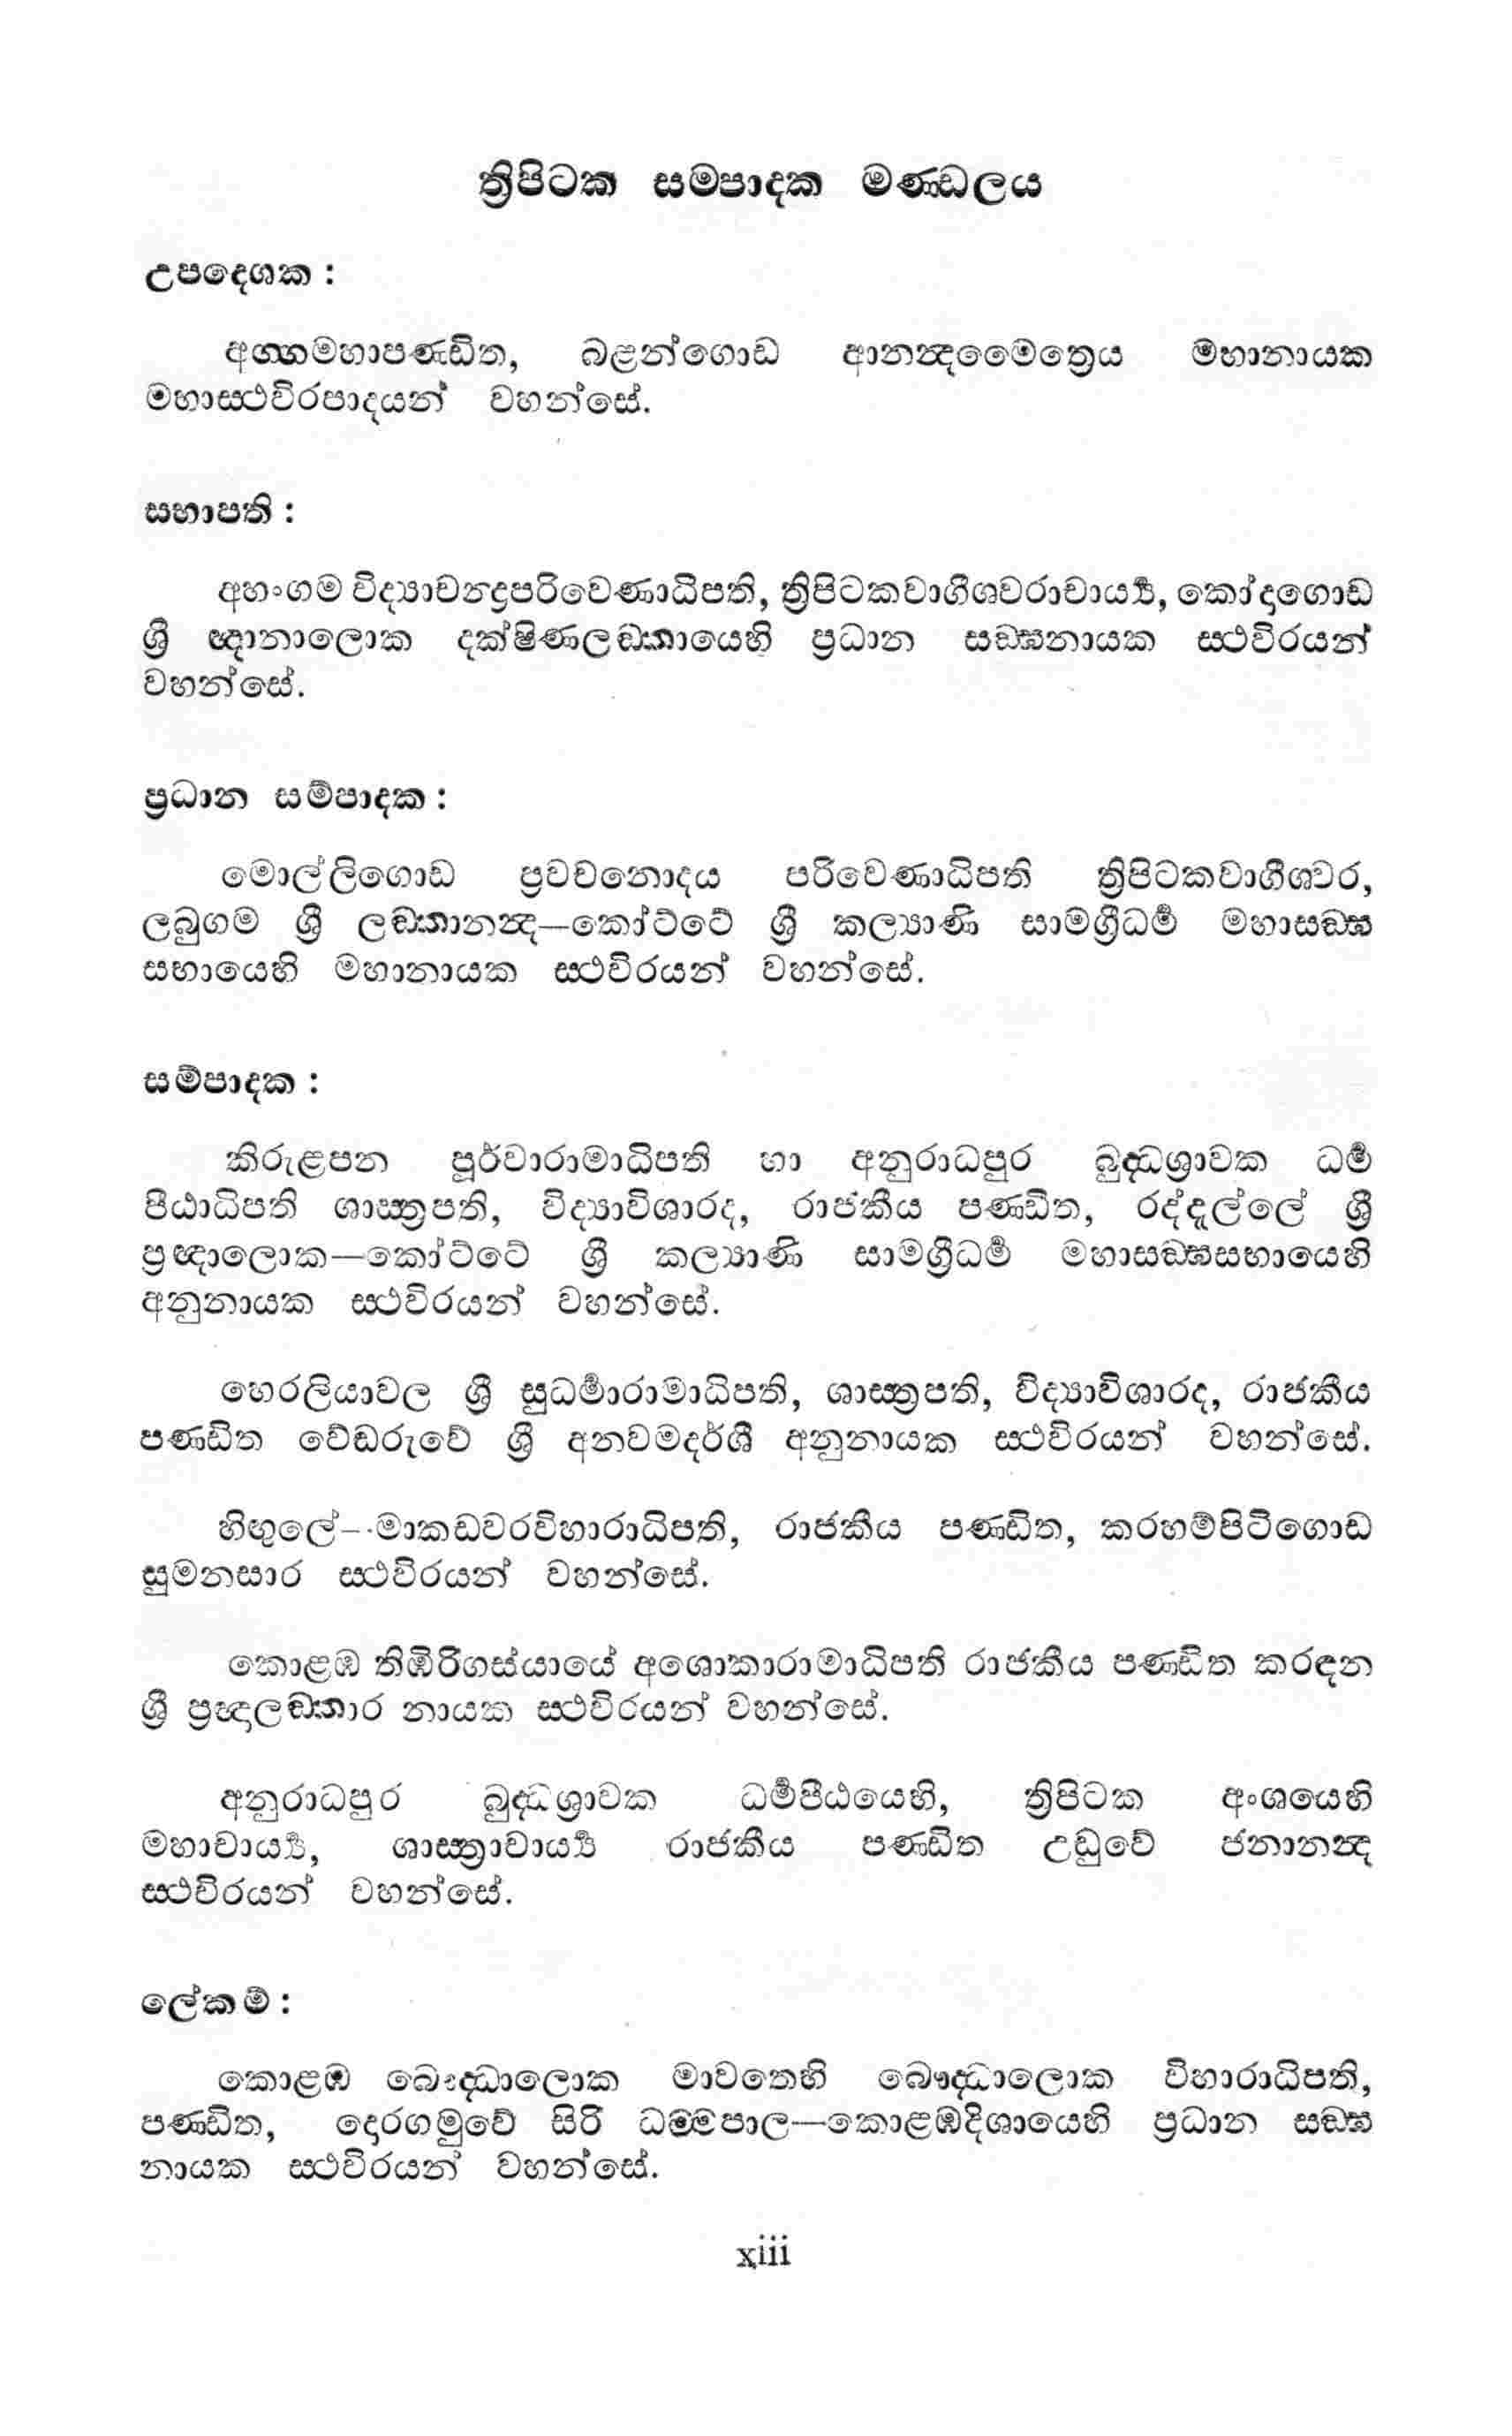 ත්‍රිපිටක සම්පාදක මණ්ඩලය
උපදෙශක :
අග්ගමහාපණ්ඩිත, බළන්ගොඩ ආනන්දමෛත්‍රෙය මහානායක
මහාස්ථවිරපාදයන් වහන්සේ.
සභාපති :
අහංගම විද්‍යාචන්ද්‍රපරිවෙණාධිපති, ත්‍රිපිටකවාගීශ්වරාචාර්‍ය්‍ය, කෝදාගොඩ
ශ්‍රී ඥානාලොක දක්ෂිණලඞ්කායෙහි ප්‍රධාන සඞ්ඝනායක ස්ථවිරයන්
වහන්සේ.
ප්‍රධාන සම්පාදක :
මොල්ලිගොඩ ප්‍රවචනොදය පරිවෙණාධිපති ත්‍රිපිටකවාගීශ්වර,
ලබුගම ශ්‍රී ලඞ්කානන්ද—කෝට්ටේ ශ්‍රී කල්‍යාණි සාමග්‍රීධර්‍ම මහාසඞ්ඝ
සභායෙහි මහානායක ස්ථවිරයන් වහන්සේ.
සම්පාදක :
කිරුළපන පූර්වාරාමාධිපති හා අනුරාධපුර බුද්ධශ්‍රාවක ධර්‍ම
පීඨාධිපති ශාස්ත්‍රපති, විද්‍යාවිශාරද, රාජකීය පණ්ඩිත, රද්දැල්ලේ ශ්‍රී
ප්‍රඥාලොක—කෝට්ටේ ශ්‍රී කල්‍යාණි සාමග්‍රීධර්‍ම මහාසඞ්ඝසභායෙහි
අනුනායක ස්ථවිරයන් වහන්සේ.
හෙරලියාවල ශ්‍රී සුධර්‍මාරාමාධිපති, ශාස්ත්‍රපති, විද්‍යාවිශාරද, රාජකීය
පණ්ඩිත වේඬරුවේ ශ්‍රී අනවමදර්ශී අනුනායක ස්ථවිරයන් වහන්සේ.
හිඟුලේ–මාකඩවරවිහාරාධිපති, රාජකීය පණ්ඩිත, කරහම්පිටිගොඩ
සුමනසාර ස්ථවිරයන් වහන්සේ.
කොළඹ තිඹිරිගස්යායේ අශොකාරාමාධිපති රාජකීය පණ්ඩිත කරඳන
ශ්‍රී ප්‍රඥාලඞ්කාර නායක ස්ථවිරයන් වහන්සේ.
අනුරාධපුර බුද්ධශ්‍රාවක ධර්‍මපීඨයෙහි, ත්‍රිපිටක අංශයෙහි
මහාචාර්‍ය්‍ය, ශාස්ත්‍රාචාර්‍ය්‍ය රාජකීය පණ්ඩිත උඩුවේ ජනානන්ද
ස්ථවිරයන් වහන්සේ.
ලේකම් :
කොළඹ බෞද්ධාලොක මාවතෙහි බෞද්ධාලොක විහාරාධිපති,
පණ්ඩිත, දොරගමුවේ සිරි ධම්මපාල—කොළඹදිශායෙහි ප්‍රධාන සඞ්ඝ
නායක ස්ථවිරයන් වහන්සේ.
xiii